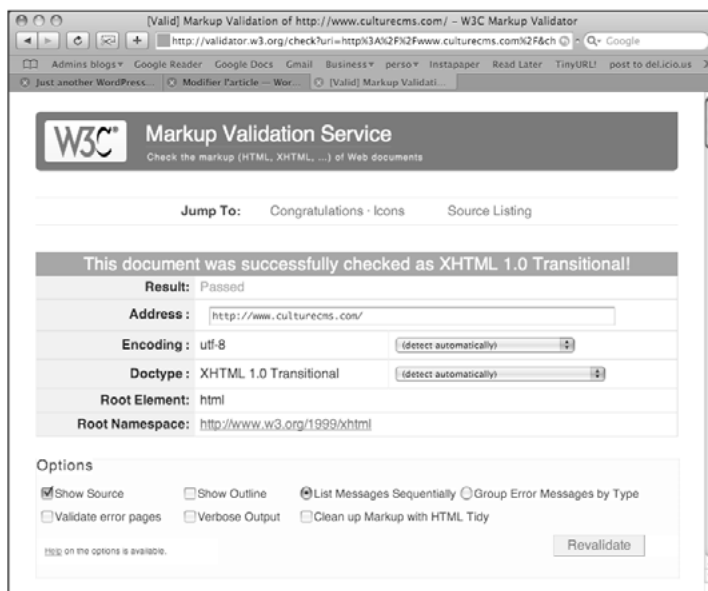 [Valid] Markup Validation of http://www.culturecms.com/ – W3C Markup Validator
http://validator.w3.org/check?uri=http%3A%2F%2Fwww.culturecms.com%2F&ch Google
Admins blogs▾ Google Reader Google Docs Gmail Business▾ perso▾ Instapaper Read Later TinyURL! post to del.icio.us
Just another WordPress... Modifier l'article — Wor... [Valid] Markup Validati...
W3C® Markup Validation Service
Check the markup (HTML, XHTML, ...) of Web documents
Jump To: Congratulations · Icons Source Listing
This document was successfully checked as XHTML 1.0 Transitional!
Result: Passed
Address : http://www.culturecms.com/
Encoding : utf-8 (detect automatically)
Doctype : XHTML 1.0 Transitional (detect automatically)
Root Element: html
Root Namespace: http://www.w3.org/1999/xhtml
Options
Show Source Show Outline List Messages Sequentially Group Error Messages by Type
Validate error pages Verbose Output Clean up Markup with HTML Tidy
Help on the options is available. Revalidate